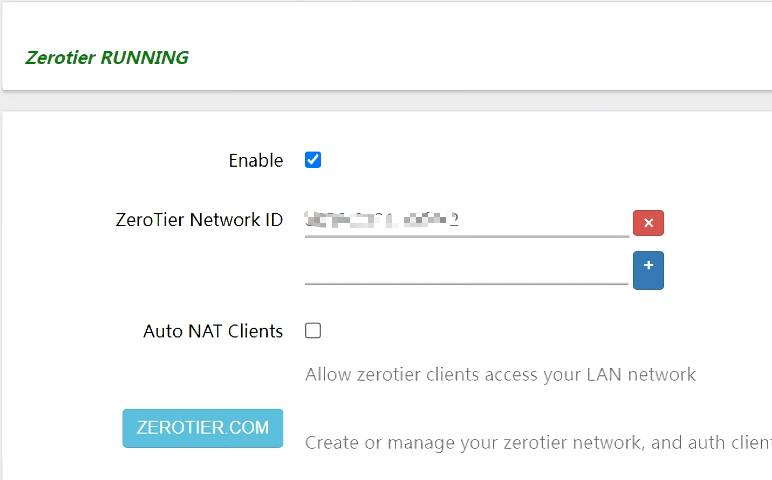 Zerotier RUNNING
Enable
ZeroTier Network ID
Auto NAT Clients
Allow zerotier clients access your LAN network
ZEROTIER.COM
Create or manage your zerotier network, and auth client